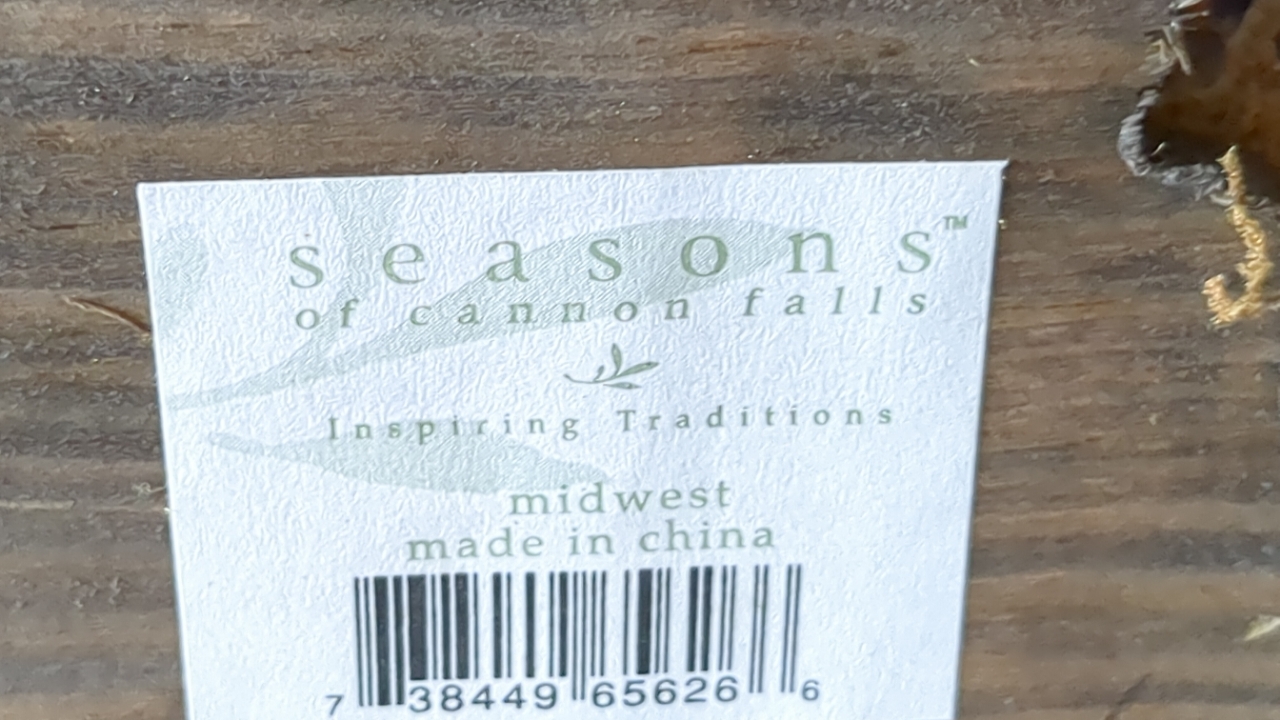 seasons™
of cannon falls
Inspiring Traditions
midwest
made in china
7 38449 65626 6